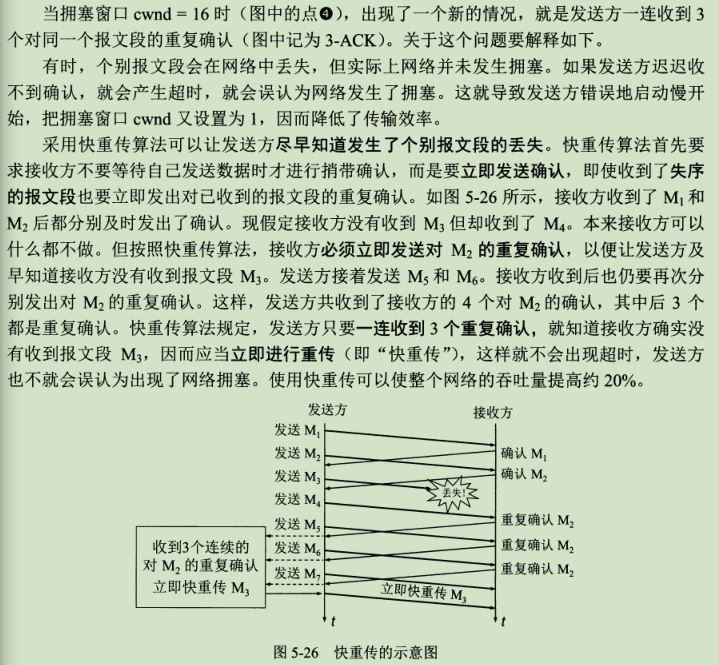 当拥塞窗口 cwnd = 16 时（图中的点❹），出现了一个新的情况，就是发送方一连收到 3
个对同一个报文段的重复确认（图中记为 3-ACK）。关于这个问题要解释如下。
有时，个别报文段会在网络中丢失，但实际上网络并未发生拥塞。如果发送方迟迟收
不到确认，就会产生超时，就会误认为网络发生了拥塞。这就导致发送方错误地启动慢开
始，把拥塞窗口 cwnd 又设置为 1，因而降低了传输效率。
采用快重传算法可以让发送方尽早知道发生了个别报文段的丢失。快重传算法首先要
求接收方不要等待自己发送数据时才进行捎带确认，而是要立即发送确认，即使收到了失序
的报文段也要立即发出对已收到的报文段的重复确认。如图 5-26 所示，接收方收到了 M₁ 和
M₂ 后都分别及时发出了确认。现假定接收方没有收到 M₃ 但却收到了 M₄。本来接收方可以
什么都不做。但按照快重传算法，接收方必须立即发送对 M₂ 的重复确认，以便让发送方及
早知道接收方没有收到报文段 M₃。发送方接着发送 M₅ 和 M₆。接收方收到后也仍要再次分
别发出对 M₂ 的重复确认。这样，发送方共收到了接收方的 4 个对 M₂ 的确认，其中后 3 个
都是重复确认。快重传算法规定，发送方只要一连收到 3 个重复确认，就知道接收方确实没
有收到报文段 M₃，因而应当立即进行重传（即“快重传”），这样就不会出现超时，发送方
也不就会误认为出现了网络拥塞。使用快重传可以使整个网络的吞吐量提高约 20%。
发送方
接收方
发送 M₁
确认 M₁
发送 M₂
确认 M₂
发送 M₃
丢失!
发送 M₄
发送 M₅
重复确认 M₂
发送 M₆
重复确认 M₂
发送 M₇
重复确认 M₂
收到3个连续的
对 M₂ 的重复确认
立即快重传 M₃
立即快重传 M₃
t
t
图 5-26 快重传的示意图